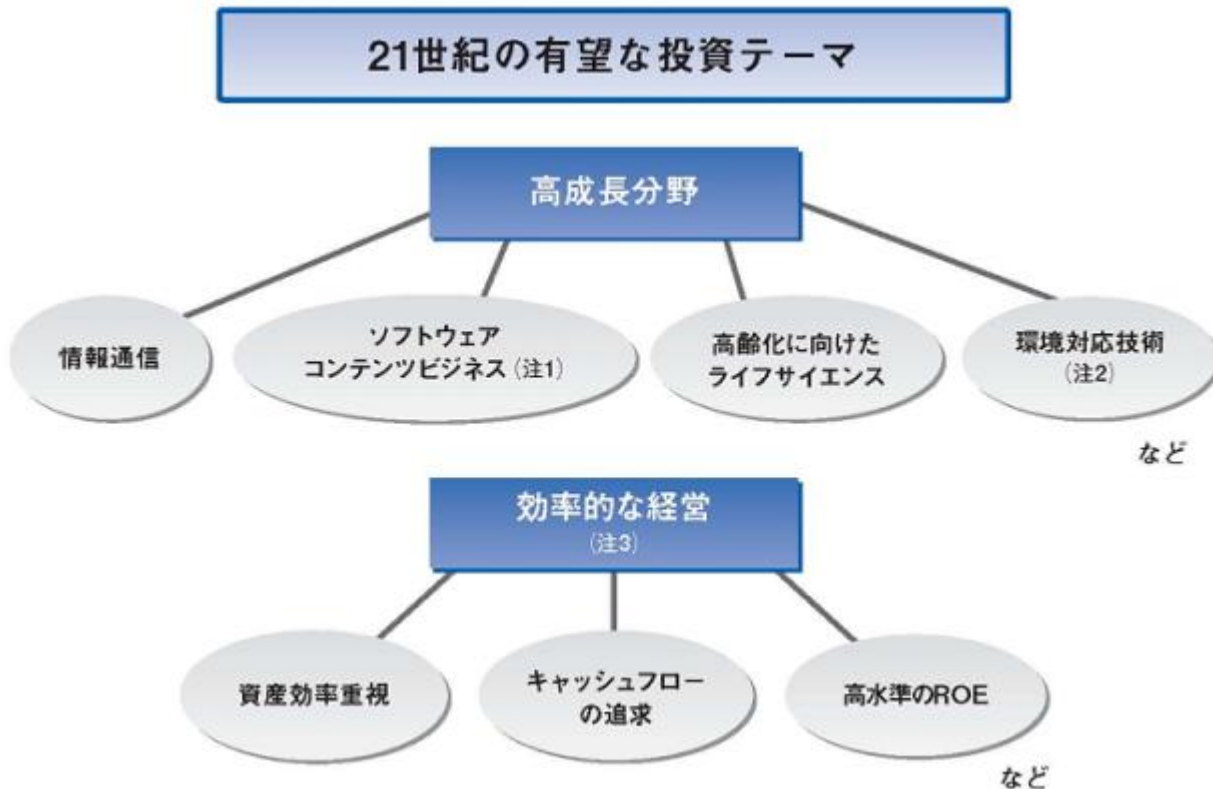 21世紀の有望な投資テーマ
高成長分野
情報通信
ソフトウェア
コンテンツビジネス(注1)
高齢化に向けた
ライフサイエンス
環境対応技術
(注2)
など
効率的な経営
(注3)
資産効率重視
キャッシュフロー
の追求
高水準のROE
など